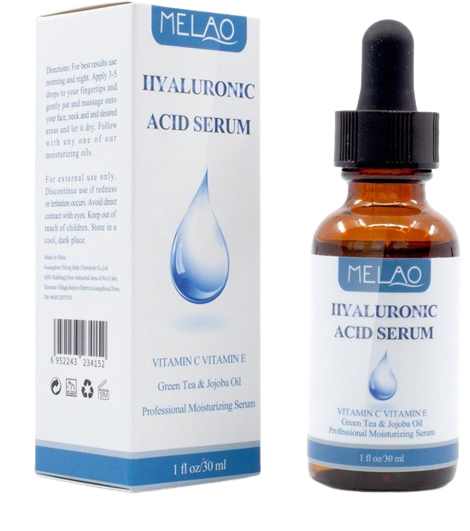 MELAO
HYALURONIC
ACID SERUM
VITAMIN C VITAMIN E
Green Tea & Jojoba Oil
Professional Moisturizing Serum
1 fl oz/30 ml
Directions: For best results use
morning and night. Apply 3-5
drops to your fingertips and
gently pat and massage onto
your face, neck and and desired
areas and let it dry. Follow
with any one of our
moisturizing oils.
For external use only.
Discontinue use if redness
or irritation occurs. Avoid direct
contact with eyes. Keep out of
reach of children. Store in a
cool, dark place.
Made In China
6 952243 234152
MELAO
HYALURONIC
ACID SERUM
VITAMIN C VITAMIN E
Green Tea & Jojoba Oil
Professional Moisturizing Serum
1 fl oz/30 ml